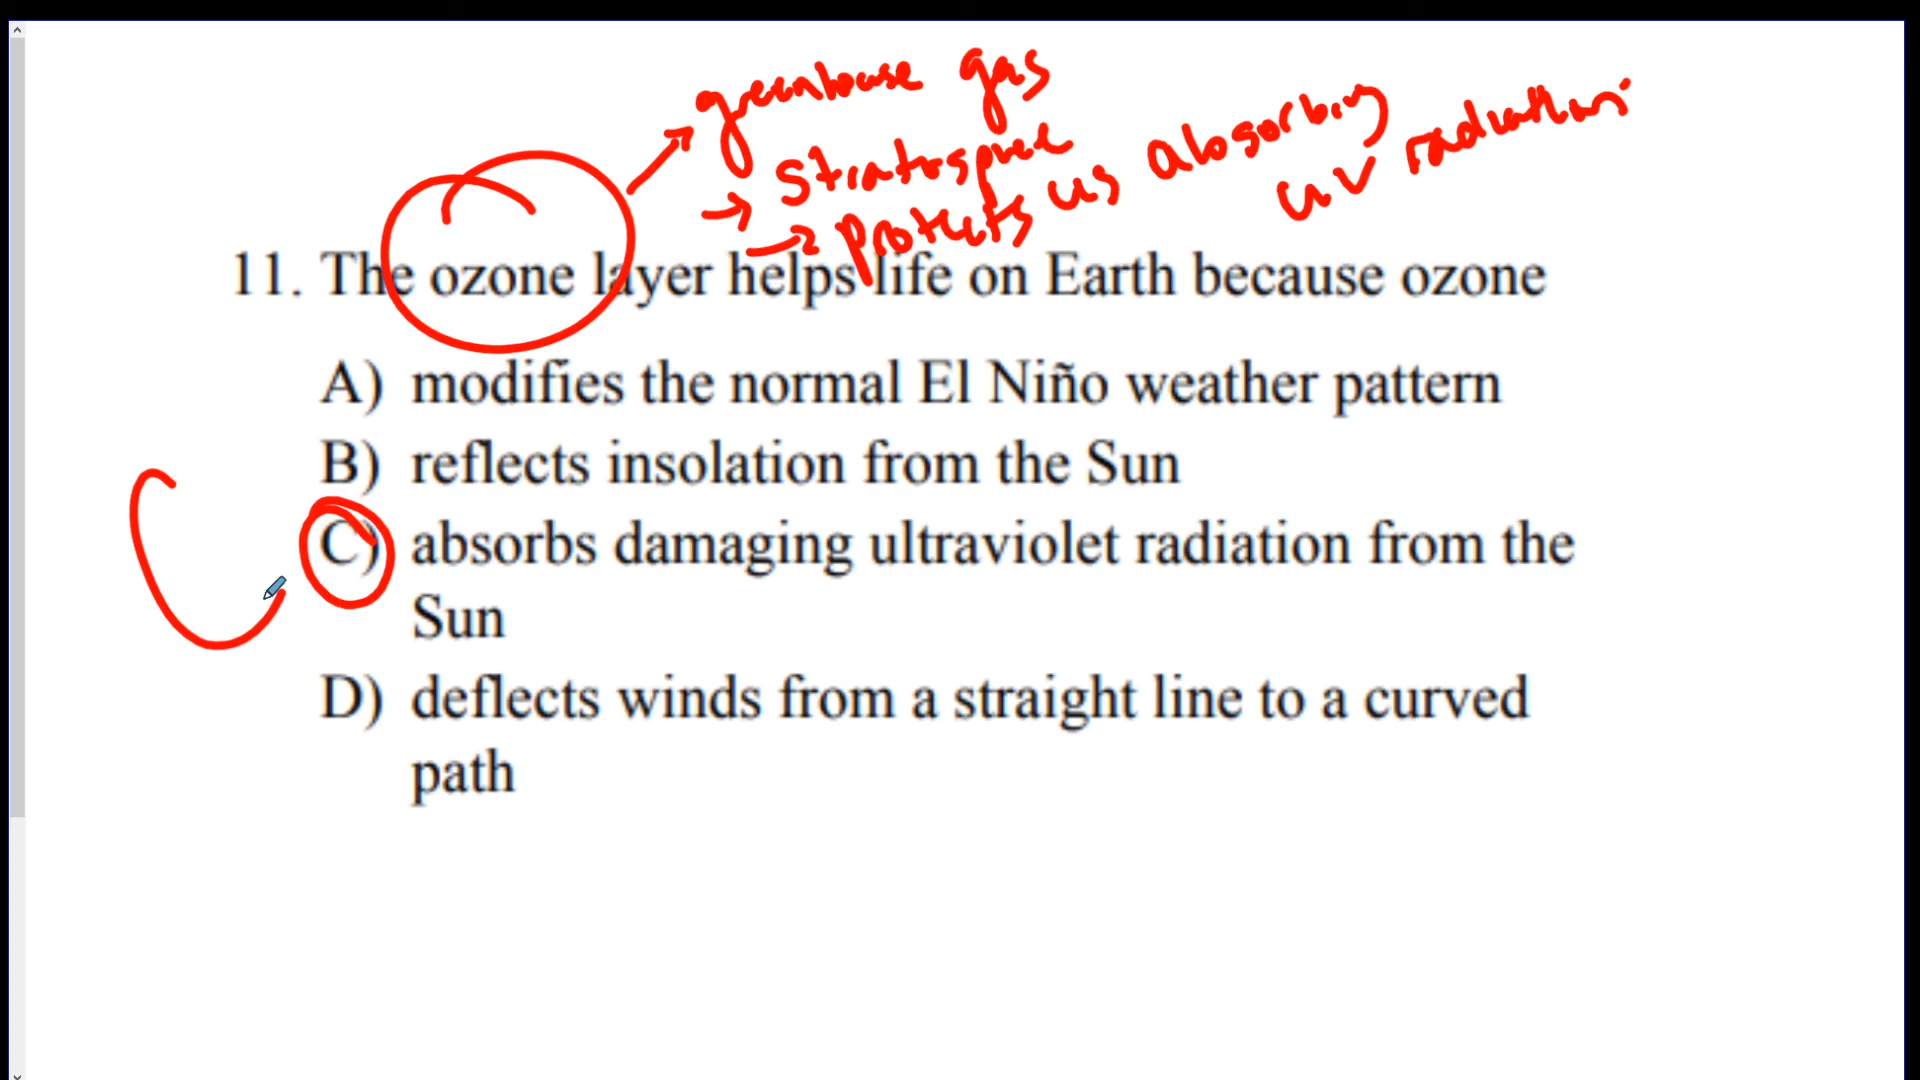 greenhouse gas
→ stratosphere
→ protects us absorbing
uv radiation
11. The ozone layer helps life on Earth because ozone
A) modifies the normal El Niño weather pattern
B) reflects insolation from the Sun
C) absorbs damaging ultraviolet radiation from the
Sun
D) deflects winds from a straight line to a curved
path